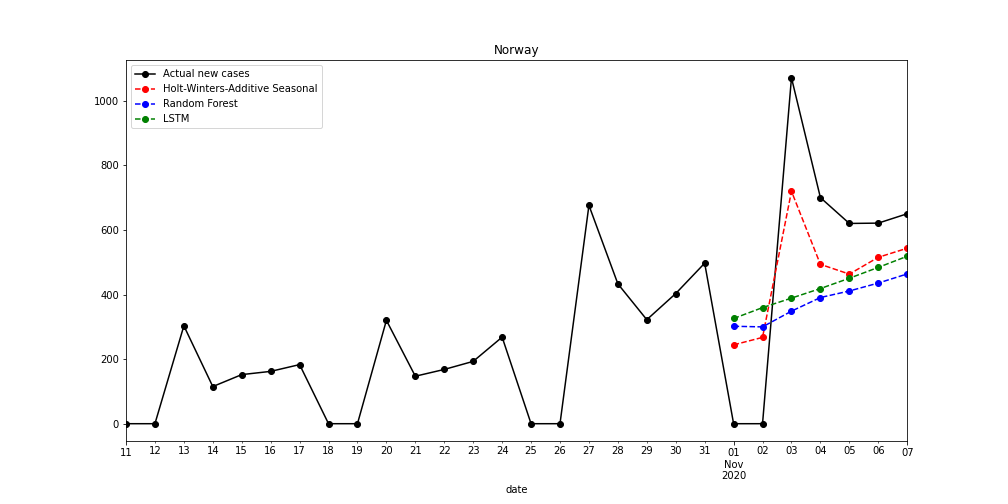 Norway
Actual new cases
Holt-Winters-Additive Seasonal
Random Forest
LSTM
1000
800
600
400
200
0
11 12 13 14 15 16 17 18 19 20 21 22 23 24 25 26 27 28 29 30 31 01 02 03 04 05 06 07
Nov
2020
date